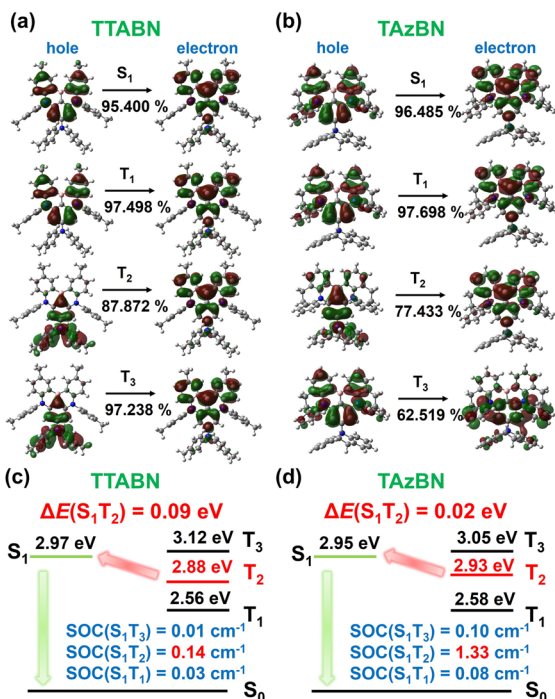 (a) TTABN
hole electron
S₁
95.400 %
T₁
97.498 %
T₂
87.872 %
T₃
97.238 %
(b) TAzBN
hole electron
S₁
96.485 %
T₁
97.698 %
T₂
77.433 %
T₃
62.519 %
(c) TTABN
ΔE(S₁T₂) = 0.09 eV
S₁ 2.97 eV
3.12 eV T₃
2.88 eV T₂
2.56 eV T₁
SOC(S₁T₃) = 0.01 cm⁻¹
SOC(S₁T₂) = 0.14 cm⁻¹
SOC(S₁T₁) = 0.03 cm⁻¹
S₀
(d) TAzBN
ΔE(S₁T₂) = 0.02 eV
S₁ 2.95 eV
3.05 eV T₃
2.93 eV T₂
2.58 eV T₁
SOC(S₁T₃) = 0.10 cm⁻¹
SOC(S₁T₂) = 1.33 cm⁻¹
SOC(S₁T₁) = 0.08 cm⁻¹
S₀